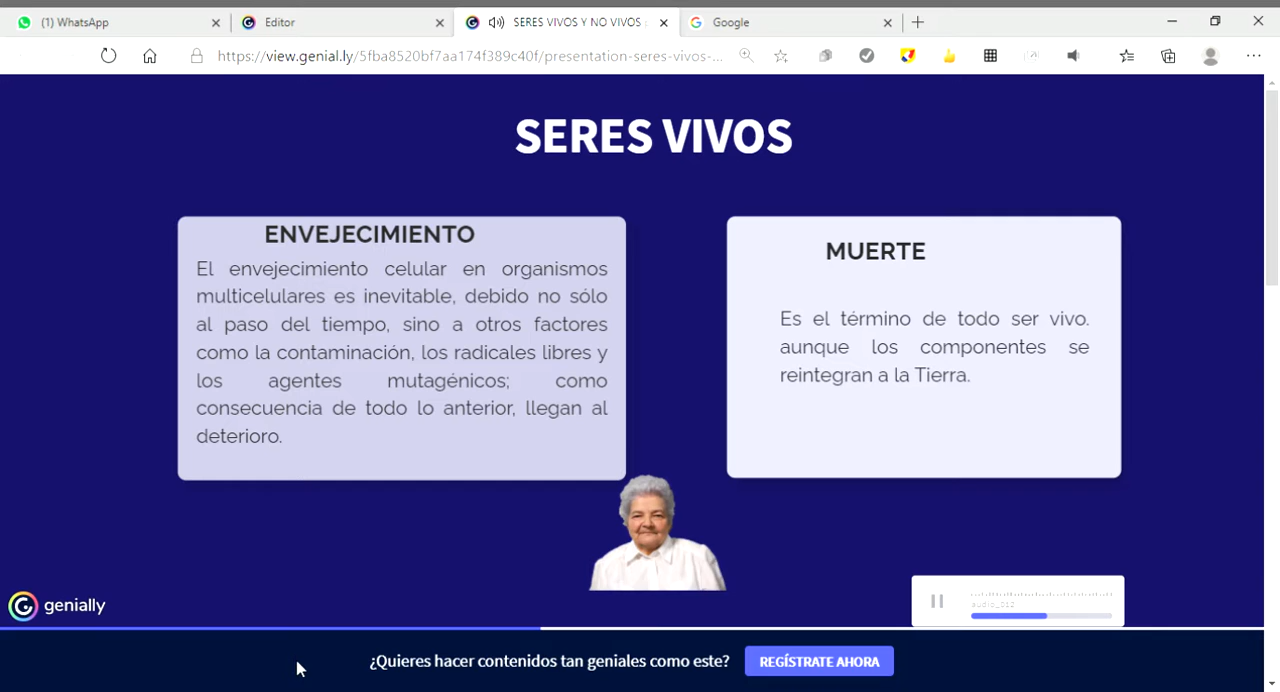 (1) WhatsApp
Editor
SERES VIVOS Y NO VIVOS
Google
https://view.genial.ly/5fba8520bf7aa174f389c40f/presentation-seres-vivos-...
SERES VIVOS
ENVEJECIMIENTO
El envejecimiento celular en organismos
multicelulares es inevitable, debido no sólo
al paso del tiempo, sino a otros factores
como la contaminación, los radicales libres y
los agentes mutagénicos; como
consecuencia de todo lo anterior, llegan al
deterioro.
MUERTE
Es el término de todo ser vivo.
aunque los componentes se
reintegran a la Tierra.
genially
audio_012
¿Quieres hacer contenidos tan geniales como este?
REGÍSTRATE AHORA